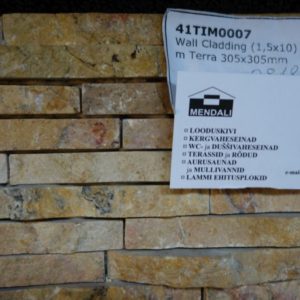 41TIM0007
Wall Cladding (1,5x10)
m Terra 305x305mm
MENDALI
LOODUSKIVI
KERGVAHESEINAD
WC- ja DUŠŠIVAHESEINAD
TERASSID ja RÕDUD
AURUSAUNAD
ja MULLIVANNID
LAMMI EHITUSPLOKID
e-mai